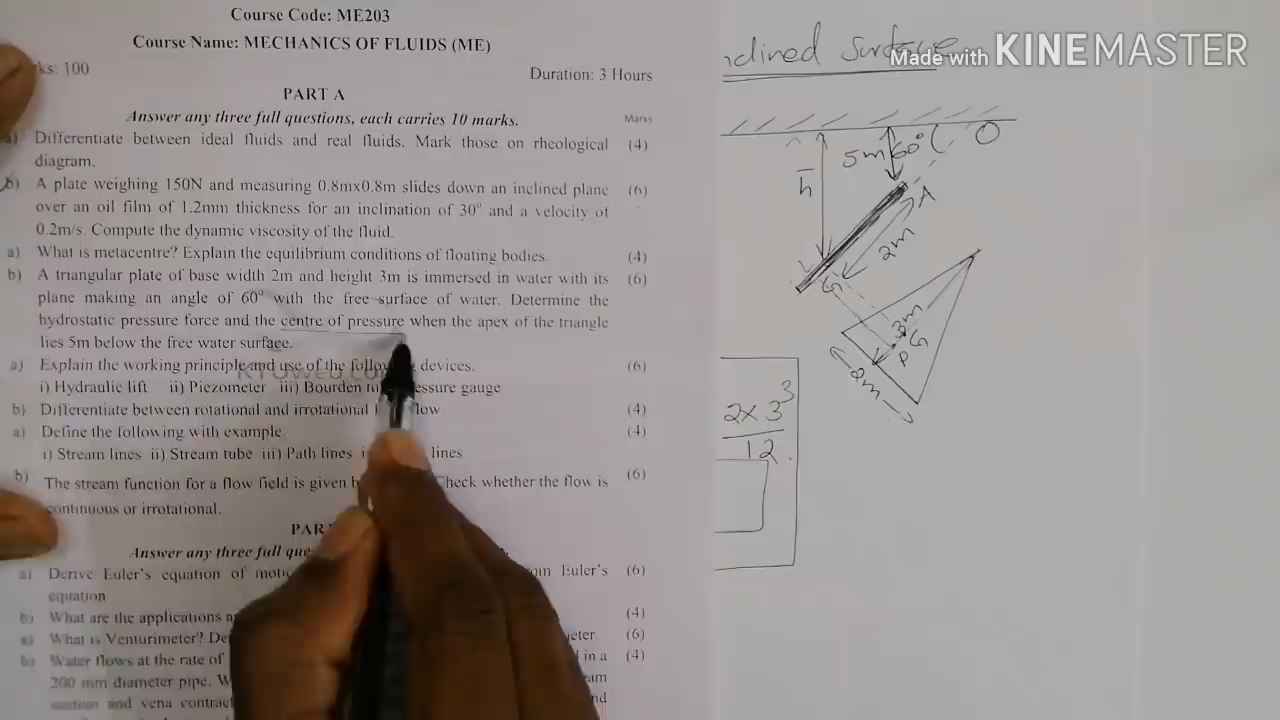 Course Code: ME203
Course Name: MECHANICS OF FLUIDS (ME)
ks: 100
Duration: 3 Hours
PART A
Answer any three full questions, each carries 10 marks.
Marks
a) Differentiate between ideal fluids and real fluids. Mark those on rheological (4)
diagram.
b) A plate weighing 150N and measuring 0.8mx0.8m slides down an inclined plane (6)
over an oil film of 1.2mm thickness for an inclination of 30° and a velocity of
0.2m/s. Compute the dynamic viscosity of the fluid.
a) What is metacentre? Explain the equilibrium conditions of floating bodies. (4)
b) A triangular plate of base width 2m and height 3m is immersed in water with its (6)
plane making an angle of 60° with the free surface of water. Determine the
hydrostatic pressure force and the centre of pressure when the apex of the triangle
lies 5m below the free water surface.
a) Explain the working principle and use of the following devices. (6)
i) Hydraulic lift ii) Piezometer iii) Bourden essure gauge
b) Differentiate between rotational and irrotational flow (4)
a) Define the following with example (4)
i) Stream lines ii) Stream tube iii) Path lines lines
b) The stream function for a flow field is given Check whether the flow is (6)
continuous or irrotational.
PAR
Answer any three full que
a) Derive Euler's equation of om Euler's (6)
equation
b) What are the applications (4)
a) What is Venturimeter? eter. (6)
b) Water flows at the rate of in a (4)
200 mm diameter pipe. am
section and vena nd
clined Surface
Made with KINEMASTER
5m 60° O
h̄
A
2m
G
3m
G
P
2m
2 x 3³
12.